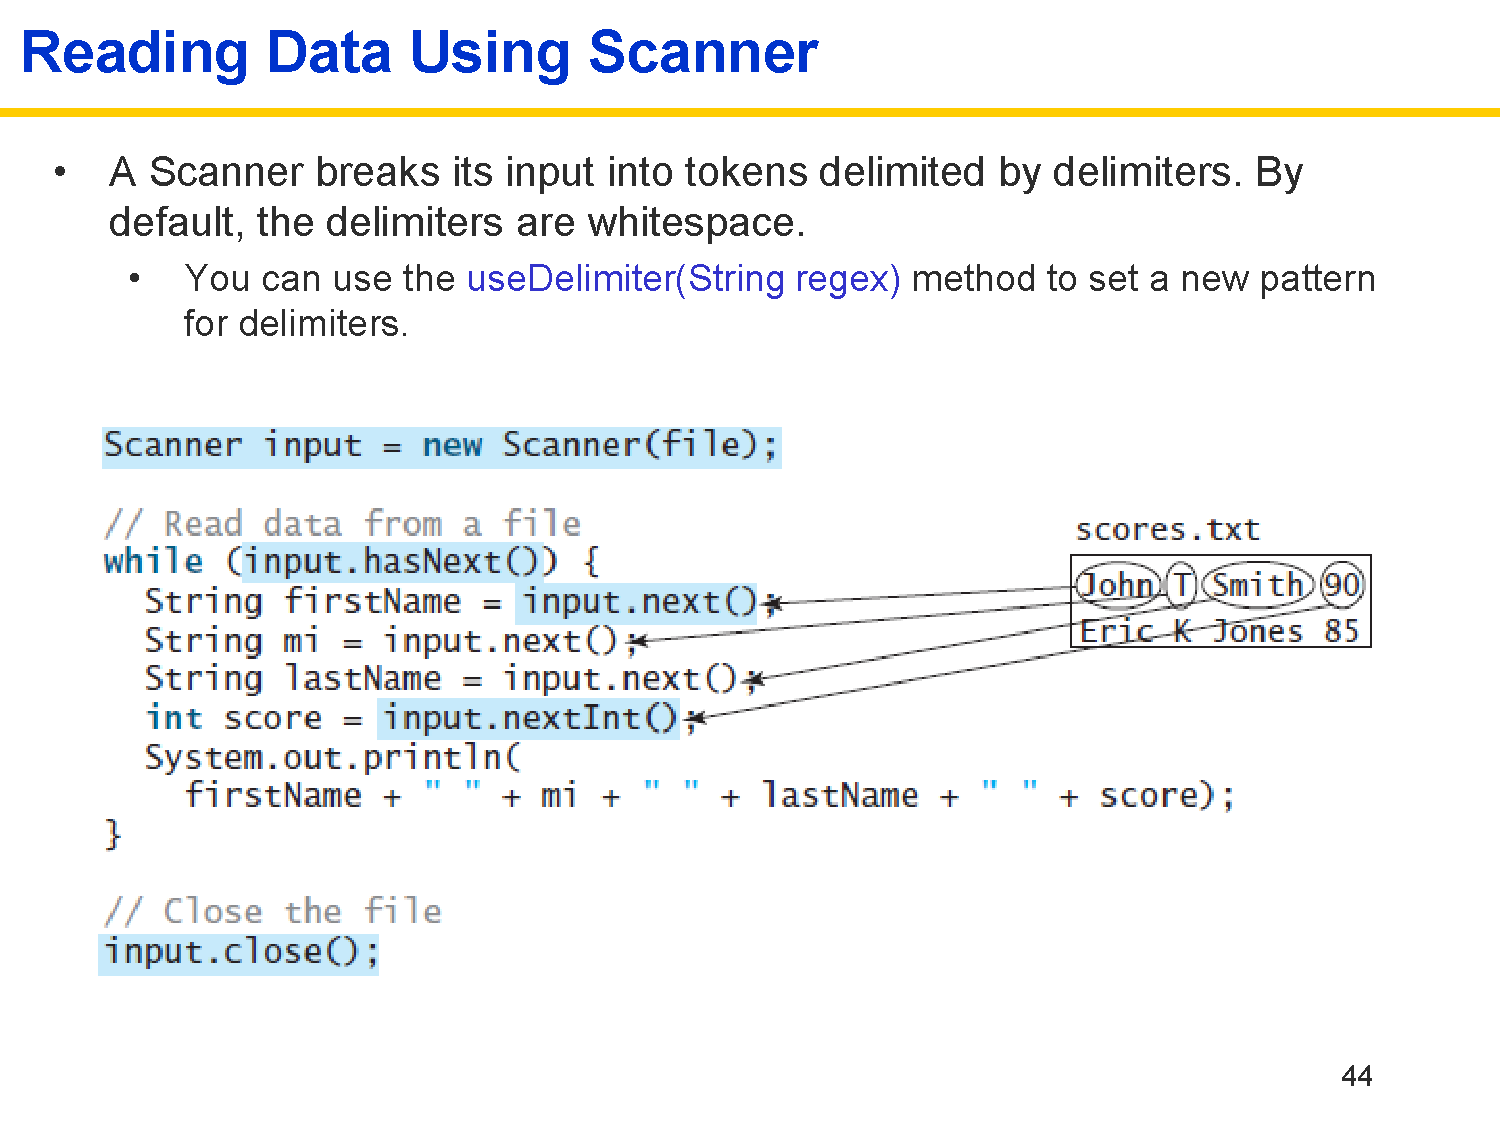 Reading Data Using Scanner
• A Scanner breaks its input into tokens delimited by delimiters. By
default, the delimiters are whitespace.
• You can use the useDelimiter(String regex) method to set a new pattern
for delimiters.
Scanner input = new Scanner(file);
// Read data from a file
while (input.hasNext()) {
String firstName = input.next();
String mi = input.next();
String lastName = input.next();
int score = input.nextInt();
System.out.println(
firstName + " " + mi + " " + lastName + " " + score);
}
// Close the file
input.close();
scores.txt
John T Smith 90
Eric K Jones 85
44